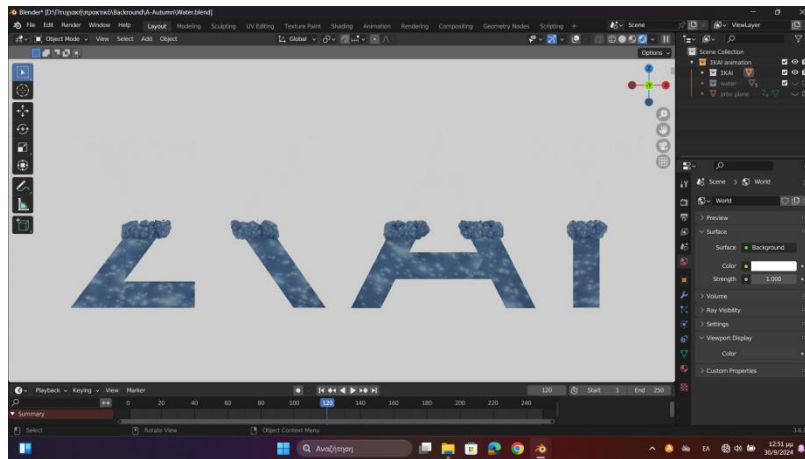 Blender* [D:\Πτυχιακή\πρακτικό\Backround\A-Autumn\Water.blend]
File Edit Render Window Help Layout Modeling Sculpting UV Editing Texture Paint Shading Animation Rendering Compositing Geometry Nodes Scripting + Scene ViewLayer
Object Mode View Select Add Object Global
Options
Scene Collection
IKAI animation
IKAI
water
prox plane
Scene > World
World
Preview
Surface
Surface Background
Color
Strength 1.000
Volume
Ray Visibility
Settings
Viewport Display
Color
Custom Properties
Playback Keying View Marker 120 Start 1 End 250
0 20 40 60 80 100 120 140 160 180 200 220 240
Summary
Select Rotate View Object Context Menu
Αναζήτηση
ΕΛ
12:51 μμ
30/9/2024